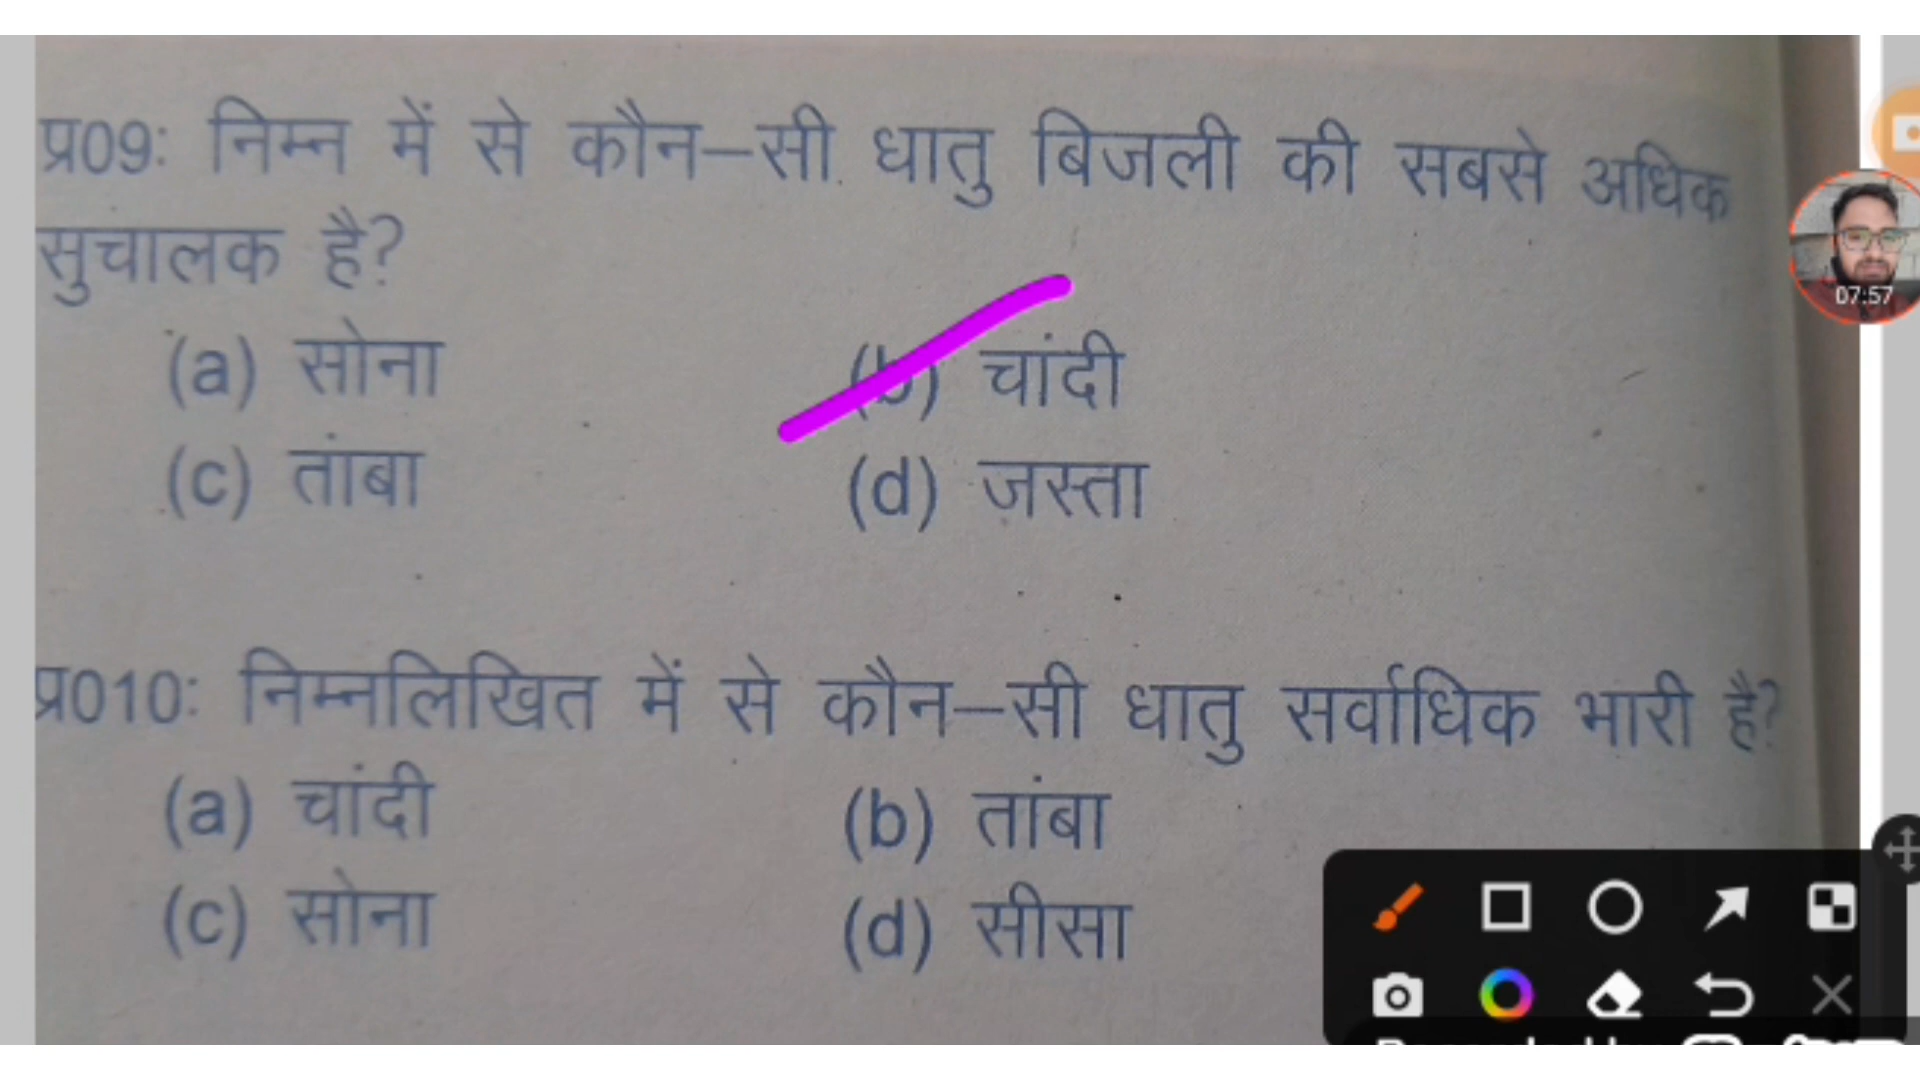 प्र09: निम्न में से कौन–सी धातु बिजली की सबसे अधिक
सुचालक है?
(a) सोना (b) चांदी
(c) तांबा (d) जस्ता
07:57
प्र010: निम्नलिखित में से कौन–सी धातु सर्वाधिक भारी है?
(a) चांदी (b) तांबा
(c) सोना (d) सीसा